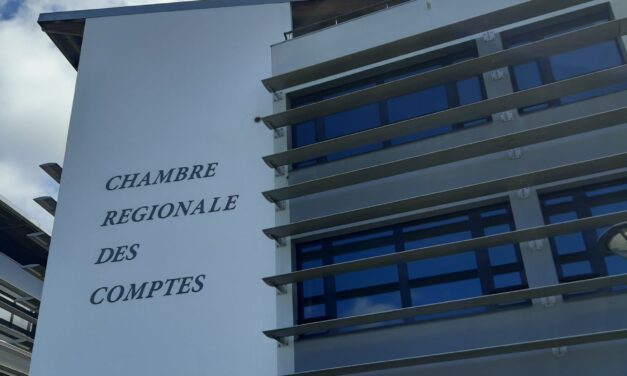 CHAMBRE
REGIONALE
DES
COMPTES